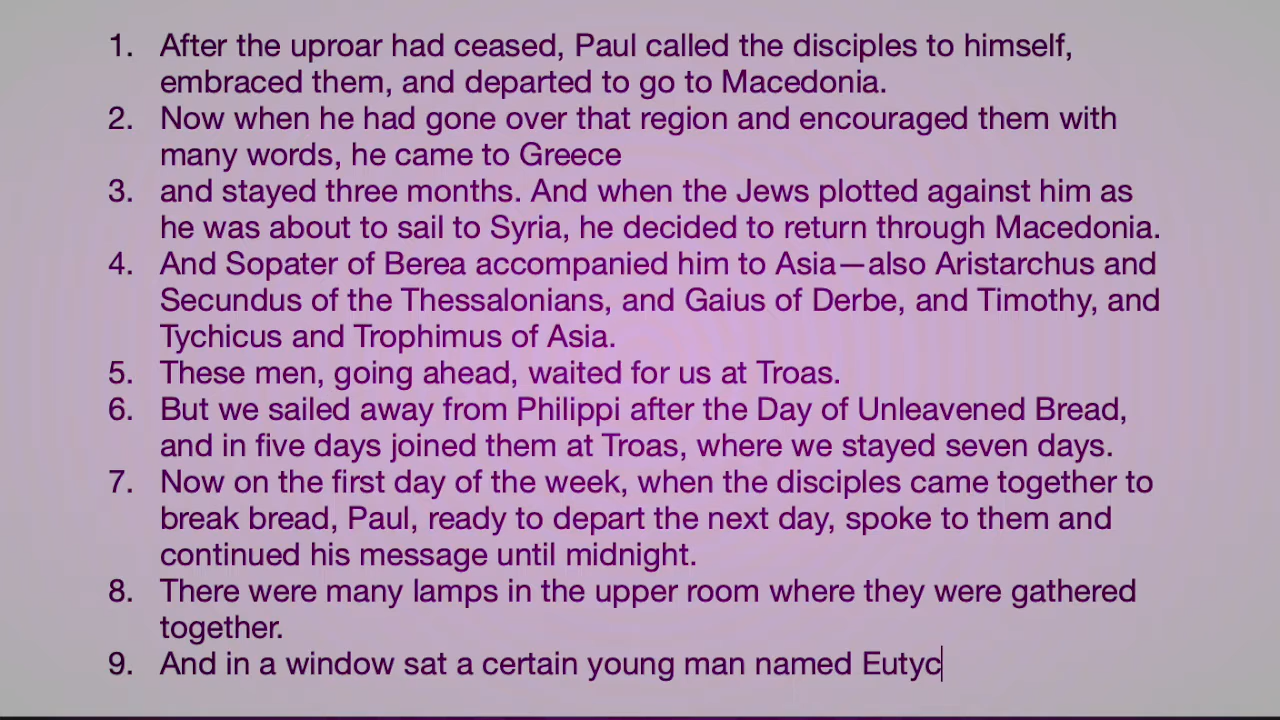 1. After the uproar had ceased, Paul called the disciples to himself,
embraced them, and departed to go to Macedonia.
2. Now when he had gone over that region and encouraged them with
many words, he came to Greece
3. and stayed three months. And when the Jews plotted against him as
he was about to sail to Syria, he decided to return through Macedonia.
4. And Sopater of Berea accompanied him to Asia—also Aristarchus and
Secundus of the Thessalonians, and Gaius of Derbe, and Timothy, and
Tychicus and Trophimus of Asia.
5. These men, going ahead, waited for us at Troas.
6. But we sailed away from Philippi after the Day of Unleavened Bread,
and in five days joined them at Troas, where we stayed seven days.
7. Now on the first day of the week, when the disciples came together to
break bread, Paul, ready to depart the next day, spoke to them and
continued his message until midnight.
8. There were many lamps in the upper room where they were gathered
together.
9. And in a window sat a certain young man named Eutyc